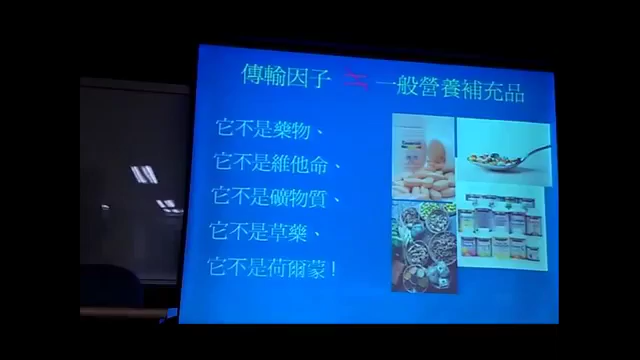 傳輸因子 ≒ 一般營養補充品
它不是藥物、
它不是維他命、
它不是礦物質、
它不是草藥、
它不是荷爾蒙!